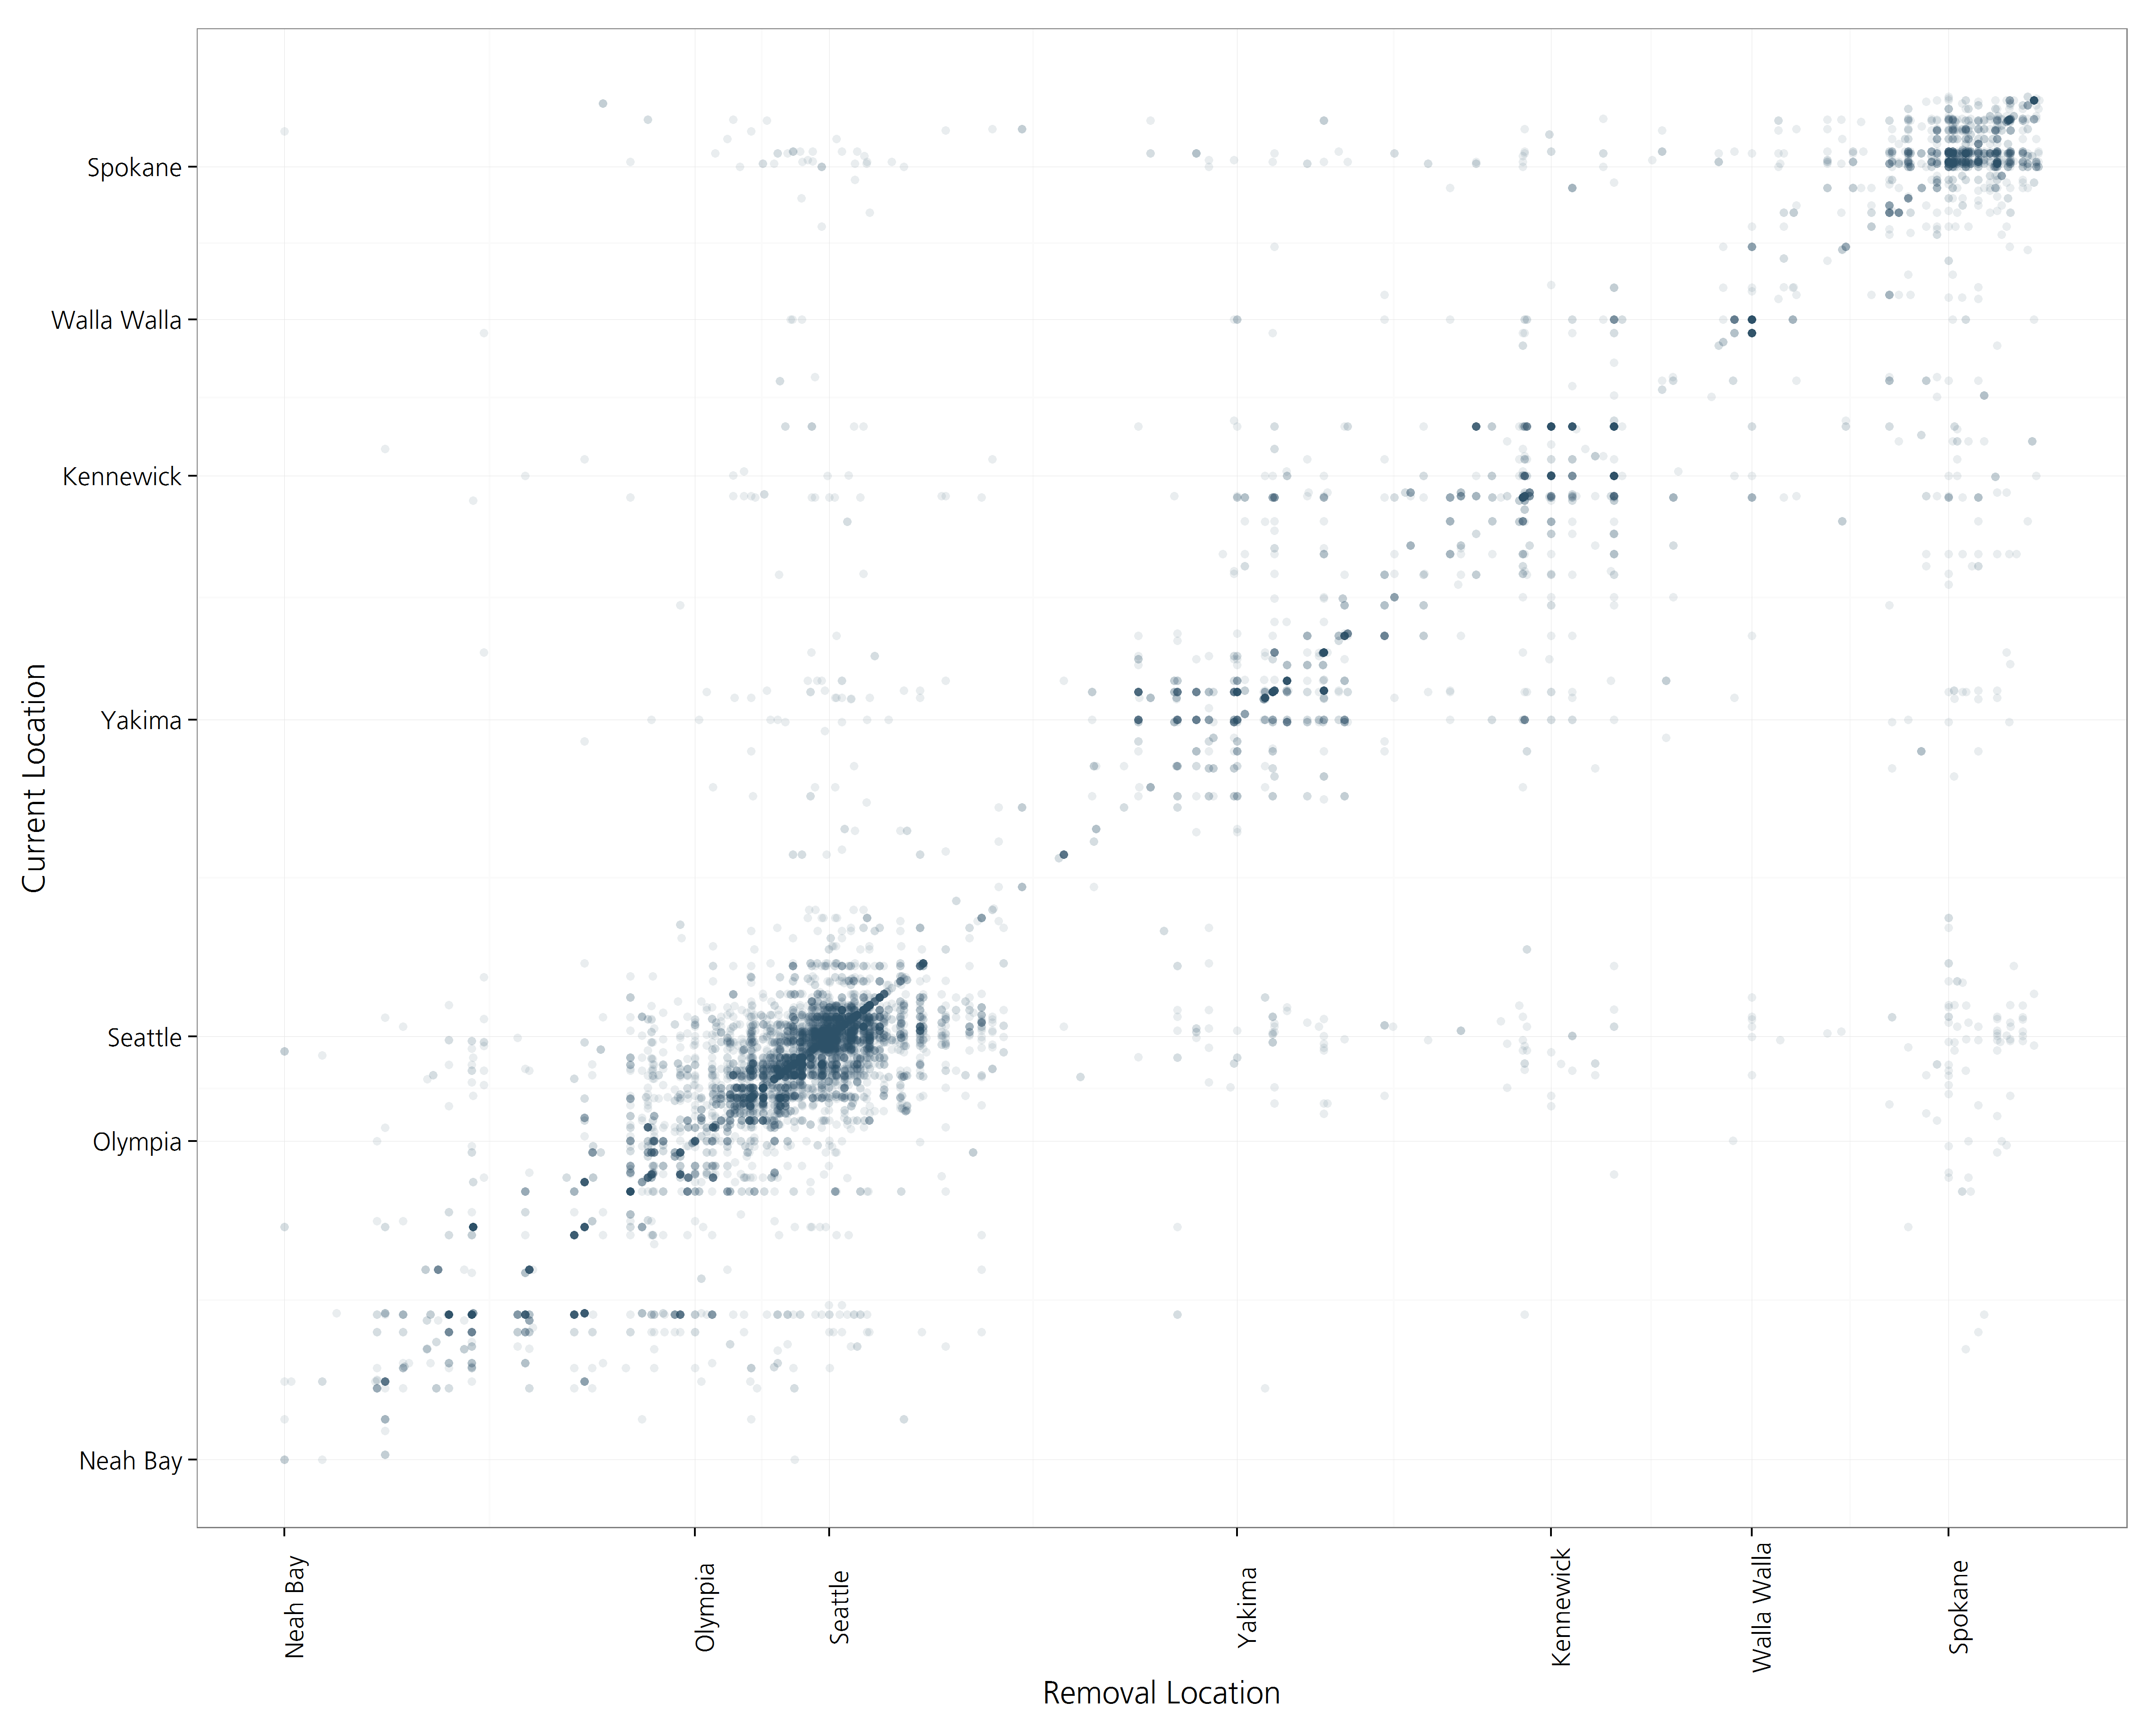 Spokane
Walla Walla
Kennewick
Yakima
Seattle
Olympia
Neah Bay
Current Location
Neah Bay
Olympia
Seattle
Yakima
Kennewick
Walla Walla
Spokane
Removal Location